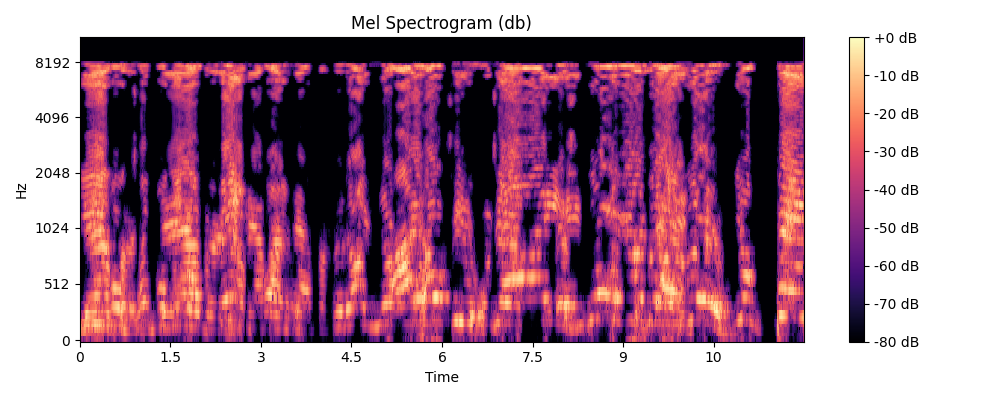 Mel Spectrogram (db)
Hz
8192
4096
2048
1024
512
0
0 1.5 3 4.5 6 7.5 9 10
Time
+0 dB
-10 dB
-20 dB
-30 dB
-40 dB
-50 dB
-60 dB
-70 dB
-80 dB